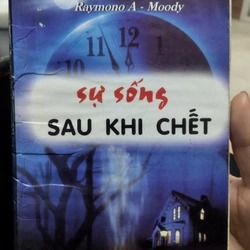 Raymono A - Moody
sự sống
SAU KHI CHẾT